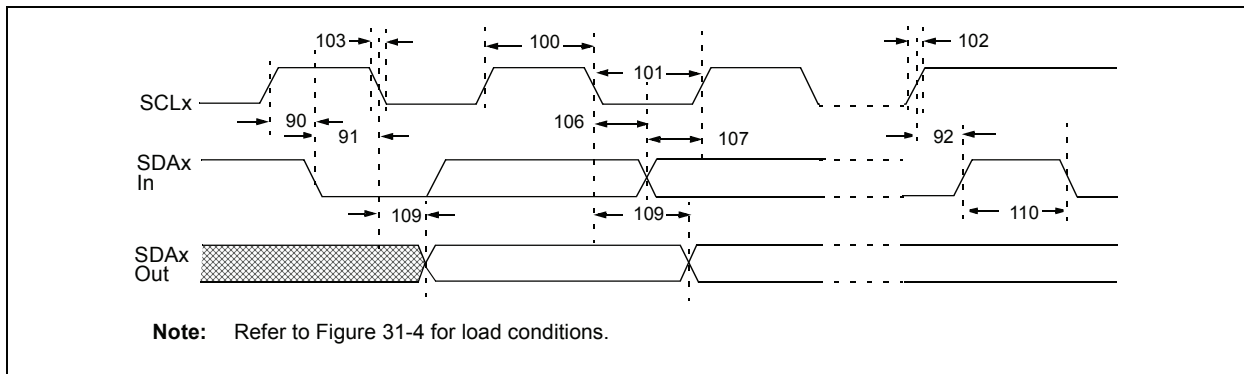 103
100
102
101
SCLx
90
91
106
107
92
SDAx
In
109
109
110
SDAx
Out
Note: Refer to Figure 31-4 for load conditions.